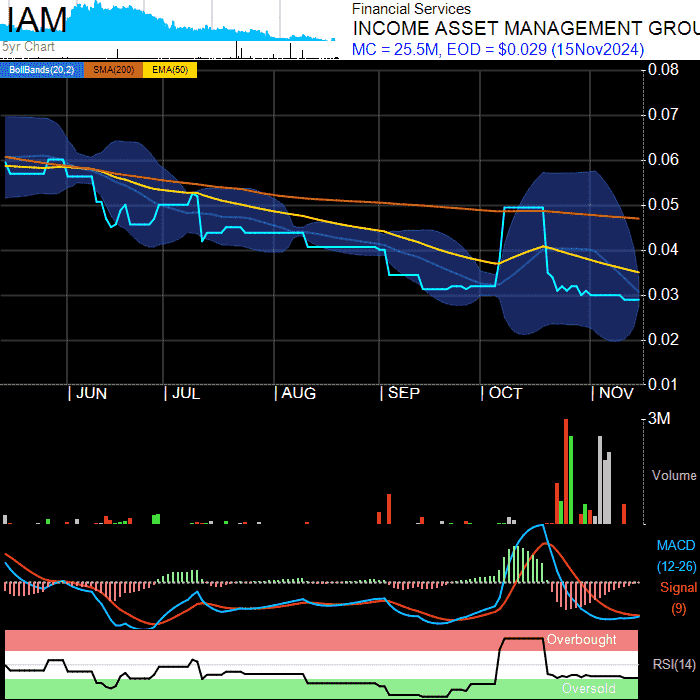 IAM
5yr Chart
Financial Services
INCOME ASSET MANAGEMENT GROU
MC = 25.5M, EOD = $0.029 (15Nov2024)
BollBands(20,2) SMA(200) EMA(50)
0.08
0.07
0.06
0.05
0.04
0.03
0.02
0.01
JUN JUL AUG SEP OCT NOV
3M
Volume
MACD
(12-26)
Signal
(9)
Overbought
RSI(14)
Oversold